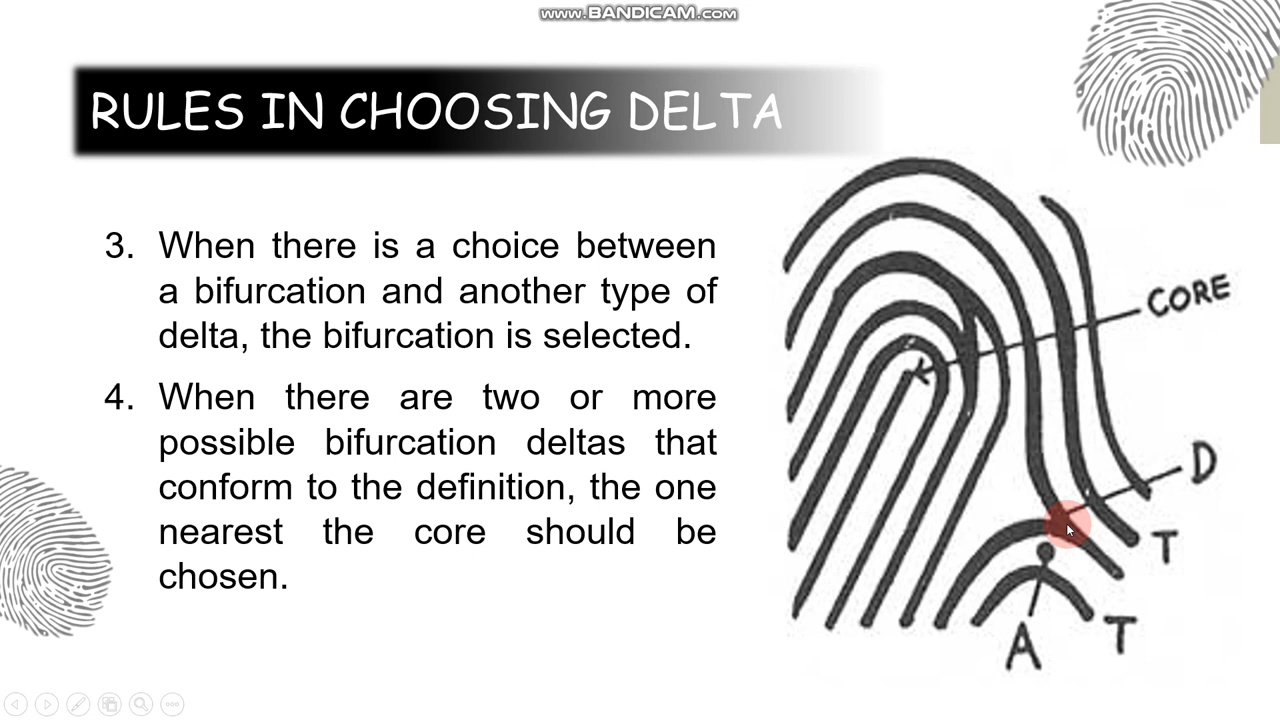 www.BANDICAM.com
RULES IN CHOOSING DELTA
3. When there is a choice between
a bifurcation and another type of
delta, the bifurcation is selected.
4. When there are two or more
possible bifurcation deltas that
conform to the definition, the one
nearest the core should be
chosen.
CORE
D
T
A
T